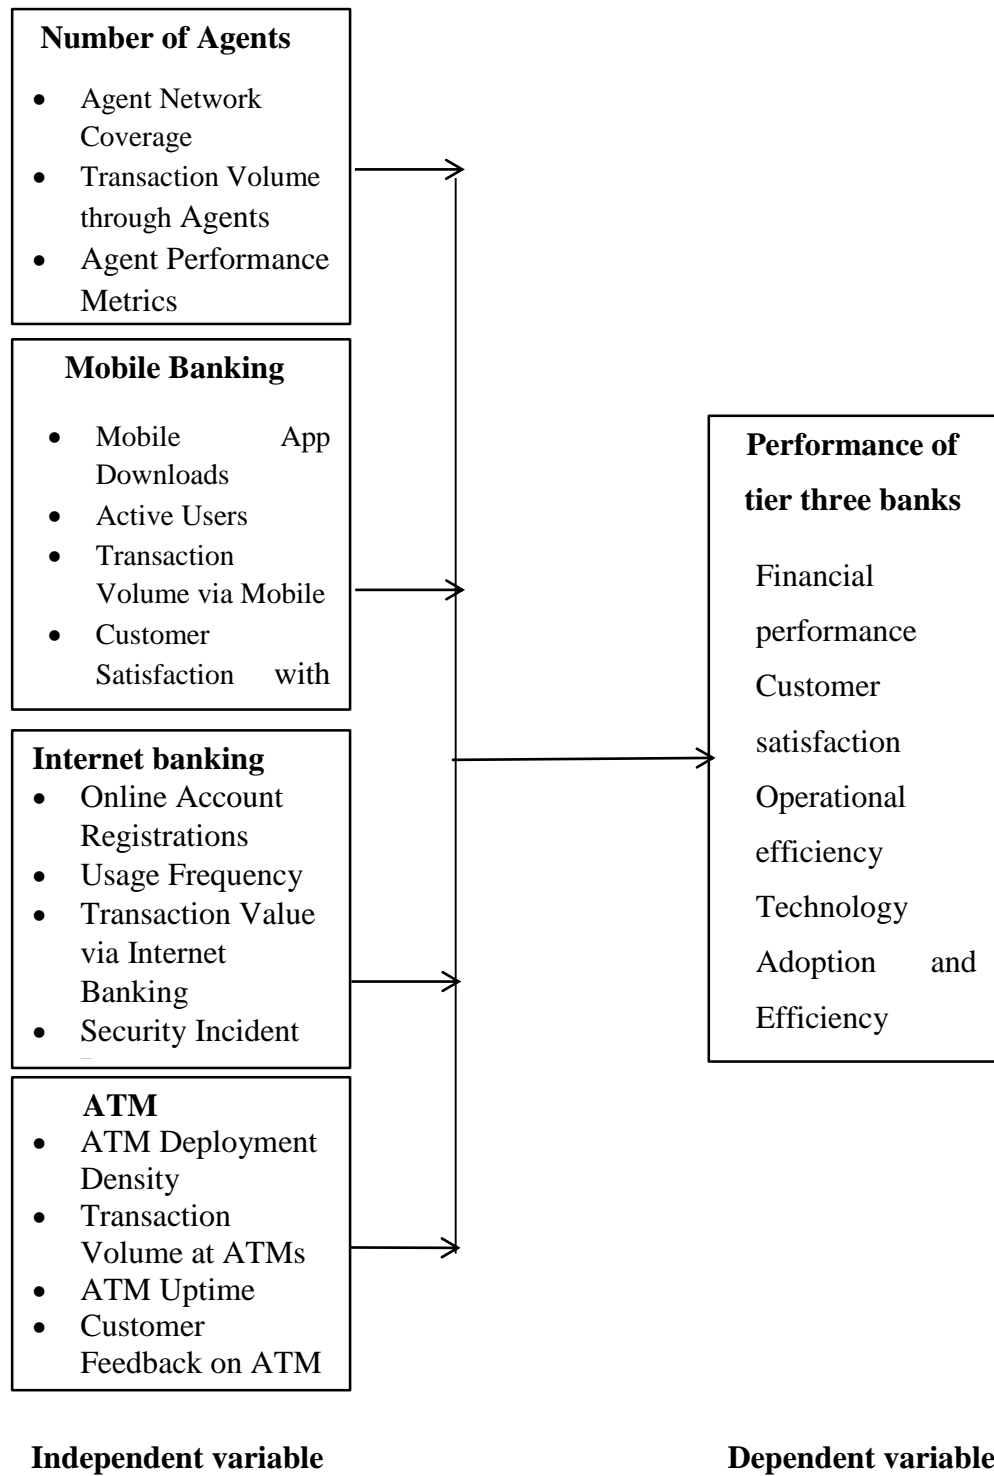 Number of Agents
• Agent Network
Coverage
• Transaction Volume
through Agents
• Agent Performance
Metrics
Mobile Banking
• Mobile App
Downloads
• Active Users
• Transaction
Volume via Mobile
• Customer
Satisfaction with
Internet banking
• Online Account
Registrations
• Usage Frequency
• Transaction Value
via Internet
Banking
• Security Incident
ATM
• ATM Deployment
Density
• Transaction
Volume at ATMs
• ATM Uptime
• Customer
Feedback on ATM
Performance of
tier three banks
Financial
performance
Customer
satisfaction
Operational
efficiency
Technology
Adoption and
Efficiency
Independent variable
Dependent variable